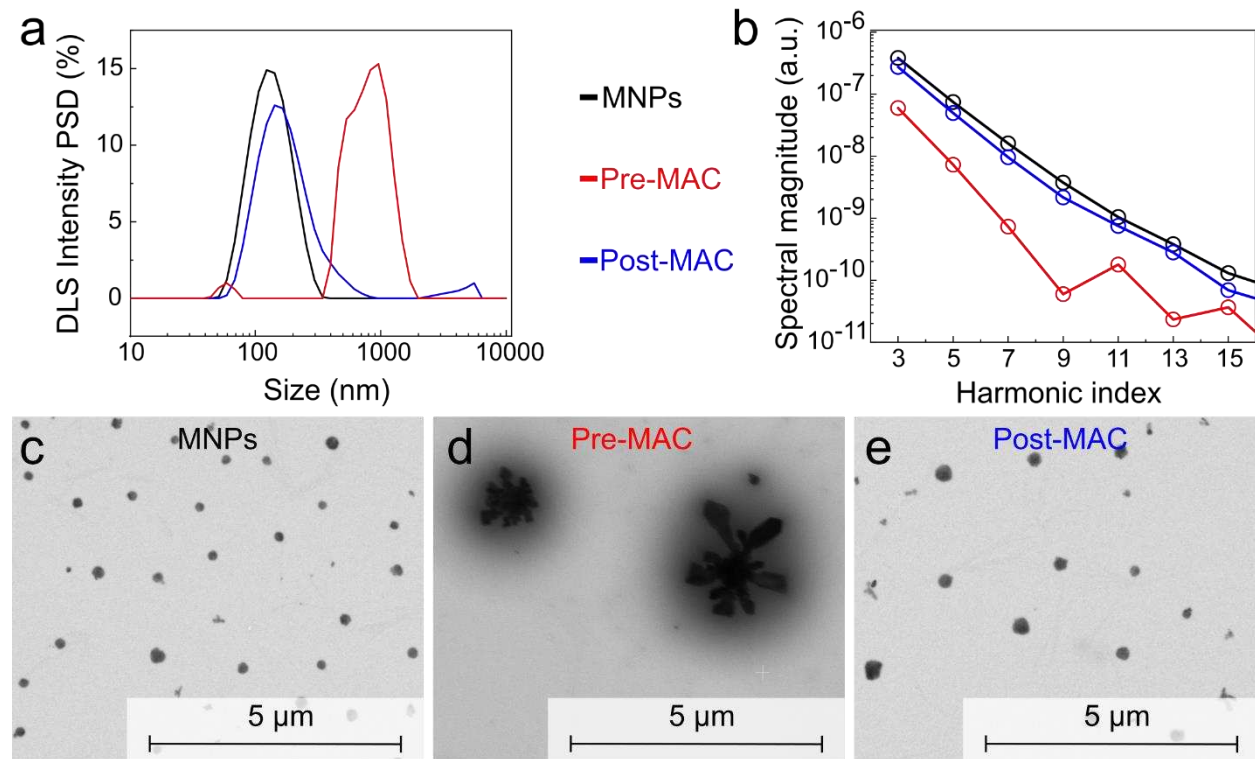 a
DLS Intensity PSD (%)
15
10
5
0
10
100
1000
10000
Size (nm)
MNPs
Pre-MAC
Post-MAC
b
Spectral magnitude (a.u.)
10⁻⁶
10⁻⁷
10⁻⁸
10⁻⁹
10⁻¹⁰
10⁻¹¹
3
5
7
9
11
13
15
Harmonic index
c
MNPs
5 μm
d
Pre-MAC
5 μm
e
Post-MAC
5 μm